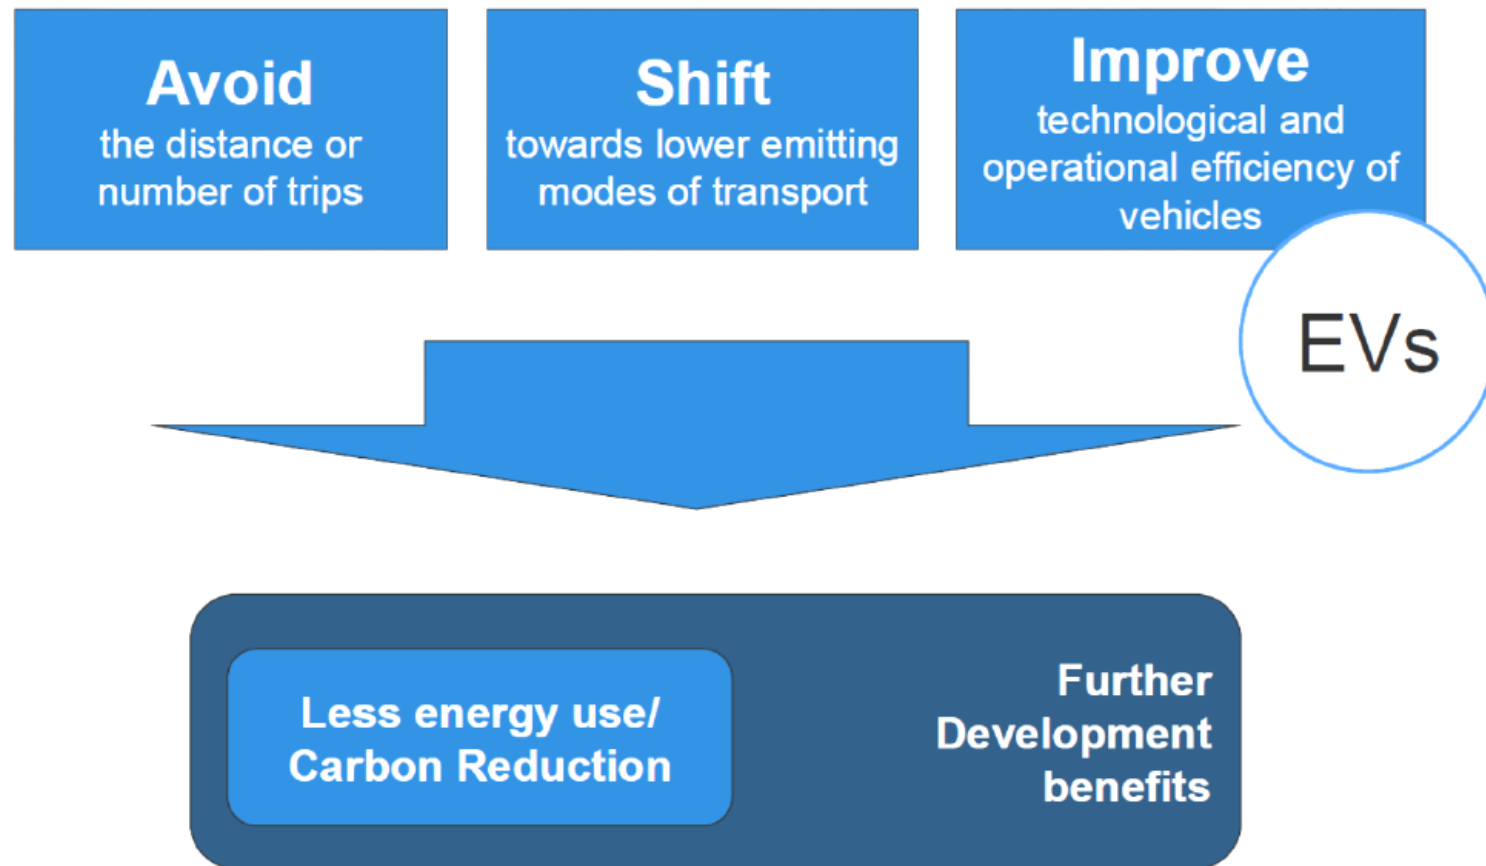 Avoid
the distance or
number of trips
Shift
towards lower emitting
modes of transport
Improve
technological and
operational efficiency of
vehicles
EVs
Less energy use/
Carbon Reduction
Further
Development
benefits